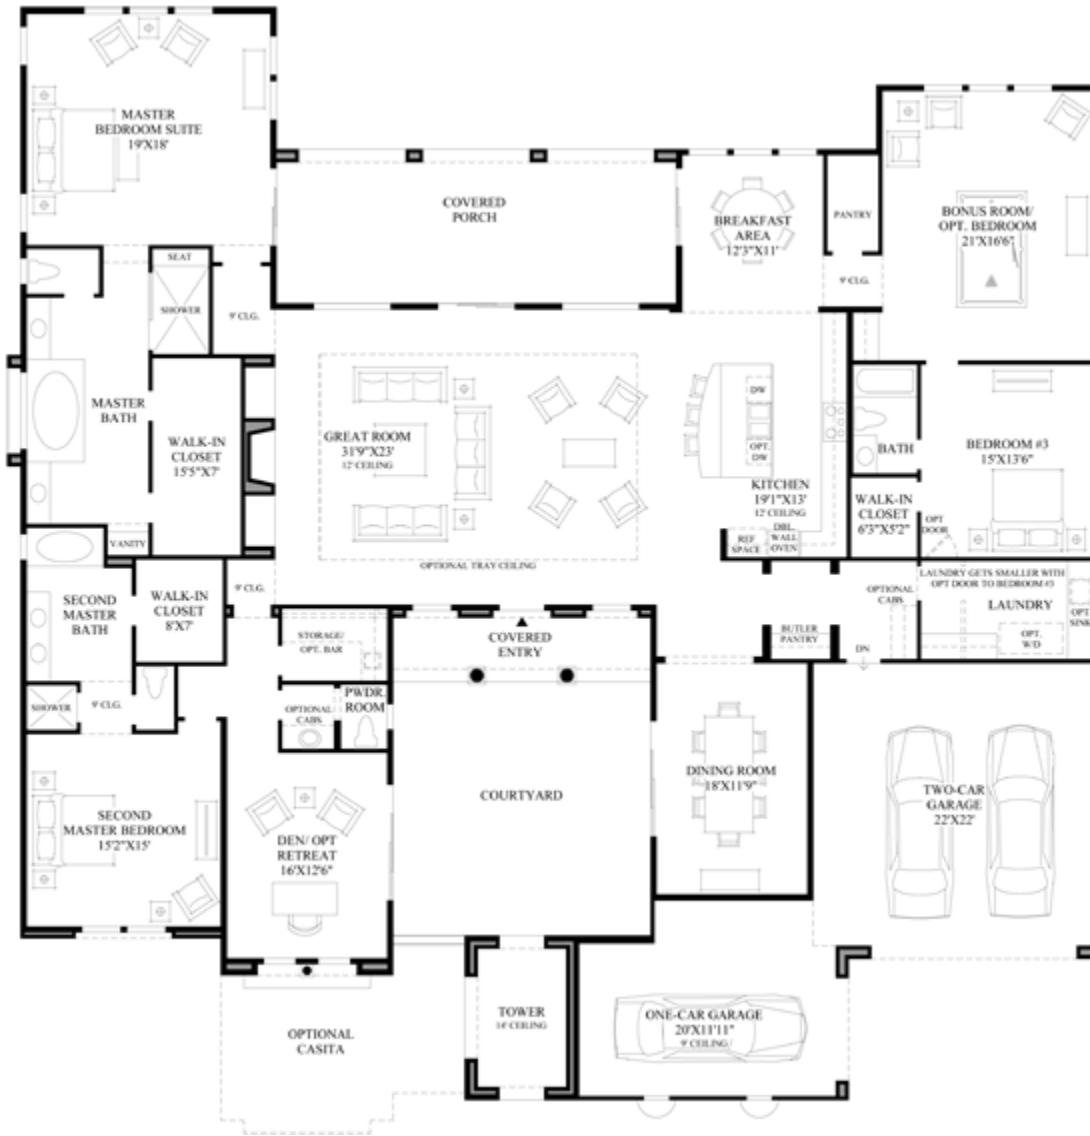 MASTER
BEDROOM SUITE
19'X18'
COVERED
PORCH
BREAKFAST
AREA
12'3"X11'
PANTRY
BONUS ROOM/
OPT. BEDROOM
21'X16'6"
9' CLG.
SEAT
SHOWER
9' CLG.
MASTER
BATH
WALK-IN
CLOSET
15'5"X7'
GREAT ROOM
31'9"X23'
12' CEILING
DW
OPT.
DW
KITCHEN
19'1"X13'
12' CEILING
REF
SPACE
DBL.
WALL
OVEN
BATH
BEDROOM #3
15'X13'6"
WALK-IN
CLOSET
6'3"X5'2"
OPT
DOOR
VANITY
OPTIONAL TRAY CEILING
SECOND
MASTER
BATH
WALK-IN
CLOSET
8'X7'
9' CLG.
LAUNDRY GETS SMALLER WITH
OPT DOOR TO BEDROOM #3
OPTIONAL
CABS
LAUNDRY
OPT.
SINK
OPT.
W/D
BUTLER
PANTRY
DN
STORAGE/
OPT. BAR
COVERED
ENTRY
SHOWER
9' CLG.
OPTIONAL
CABS
PWDR.
ROOM
SECOND
MASTER BEDROOM
15'2"X15'
DEN/ OPT
RETREAT
16'X12'6"
COURTYARD
DINING ROOM
18'X11'9"
TWO-CAR
GARAGE
22'X22'
OPTIONAL
CASITA
TOWER
14' CEILING
ONE-CAR GARAGE
20'X11'11"
9' CEILING